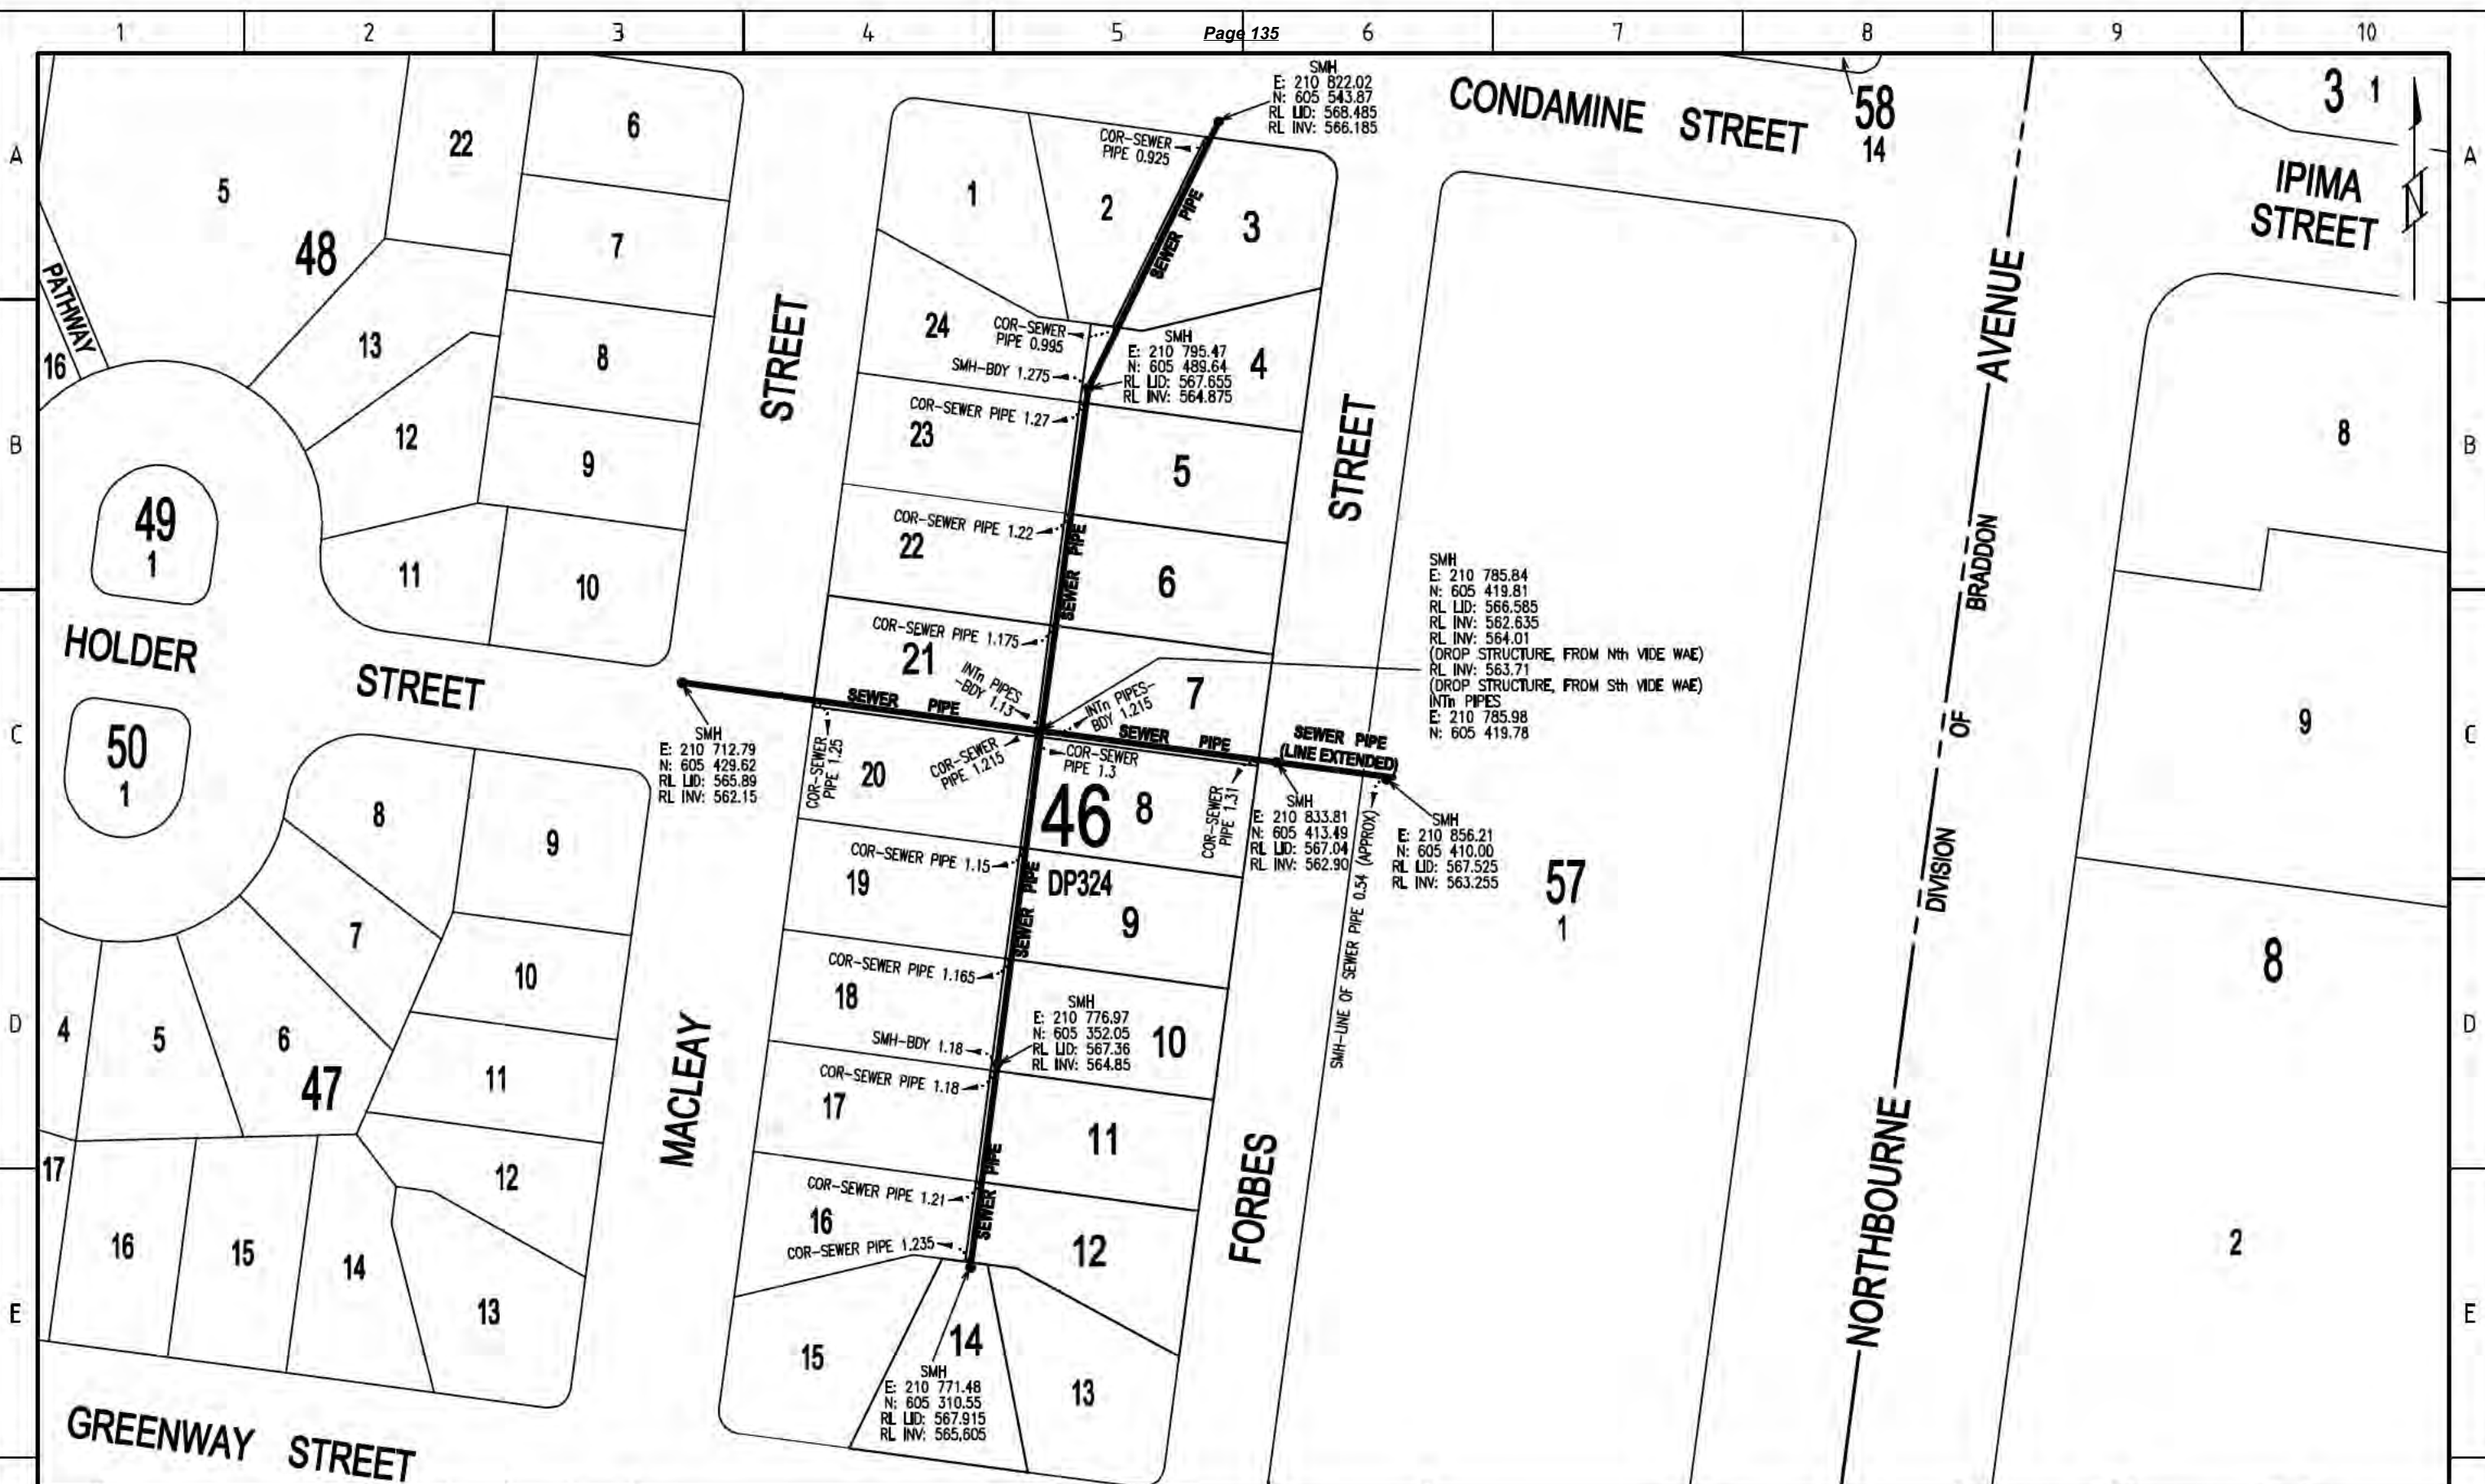 1 2 3 4 5 6 7 8 9 10
Page 135
A
B
C
D
E
A
B
C
D
E
CONDAMINE STREET
58
14
3 1
IPIMA
STREET
SMH
E: 210 822.02
N: 605 543.87
RL LID: 568.485
RL INV: 566.185
COR-SEWER
PIPE 0.925
SEWER PIPE
5
48
22
6
7
8
9
10
13
12
11
16
PATHWAY
49
1
HOLDER
STREET
50
1
STREET
1
2
3
24
COR-SEWER
PIPE 0.995
SMH-BDY 1.275
SMH
E: 210 795.47
N: 605 489.64
RL LID: 567.655
RL INV: 564.875
4
COR-SEWER PIPE 1.27
23
5
COR-SEWER PIPE 1.22
22
SEWER PIPE
6
COR-SEWER PIPE 1.175
21
INTn PIPES
-BDY 1.13
INTn PIPES-
BDY 1.215
7
STREET
SMH
E: 210 785.84
N: 605 419.81
RL LID: 566.585
RL INV: 562.635
RL INV: 564.01
(DROP STRUCTURE, FROM Nth VIDE WAE)
RL INV: 563.71
(DROP STRUCTURE, FROM Sth VIDE WAE)
INTn PIPES
E: 210 785.98
N: 605 419.78
SEWER PIPE
SEWER PIPE
SEWER PIPE
(LINE EXTENDED)
SMH
E: 210 712.79
N: 605 429.62
RL LID: 565.89
RL INV: 562.15
COR-SEWER
PIPE 1.25
20
COR-SEWER
PIPE 1.215
COR-SEWER
PIPE 1.3
46
8
COR-SEWER
PIPE 1.31
SMH
E: 210 833.81
N: 605 413.49
RL LID: 567.04
RL INV: 562.90
SMH
E: 210 856.21
N: 605 410.00
RL LID: 567.525
RL INV: 563.255
SMH-LINE OF SEWER PIPE 0.54 (APPROX)
57
1
COR-SEWER PIPE 1.15
19
SEWER PIPE
DP324
9
COR-SEWER PIPE 1.165
18
SMH
E: 210 776.97
N: 605 352.05
RL LID: 567.36
RL INV: 564.85
10
SMH-BDY 1.18
COR-SEWER PIPE 1.18
17
11
SEWER PIPE
COR-SEWER PIPE 1.21
16
COR-SEWER PIPE 1.235
12
15
14
SMH
E: 210 771.48
N: 605 310.55
RL LID: 567.915
RL INV: 565,605
13
MACLEAY
FORBES
8
9
7
10
4
5
6
47
11
12
17
16
15
14
13
GREENWAY STREET
NORTHBOURNE
AVENUE
DIVISION OF BRADDON
8
9
8
2